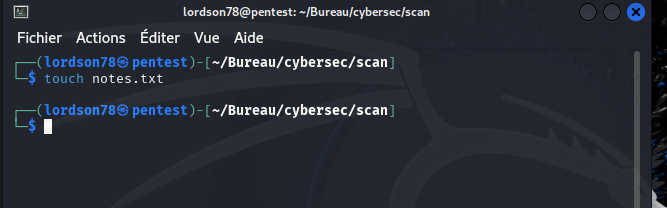 lordson78@pentest: ~/Bureau/cybersec/scan
Fichier Actions Éditer Vue Aide
┌──(lordson78㉿pentest)-[~/Bureau/cybersec/scan]
└─$ touch notes.txt
┌──(lordson78㉿pentest)-[~/Bureau/cybersec/scan]
└─$